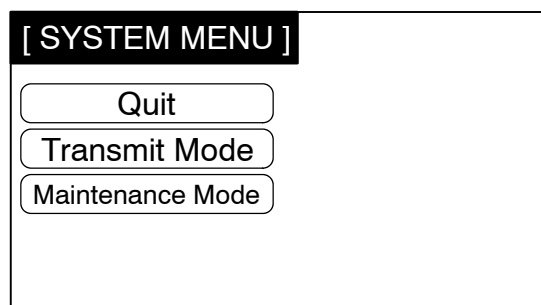 [ SYSTEM MENU ]
Quit
Transmit Mode
Maintenance Mode